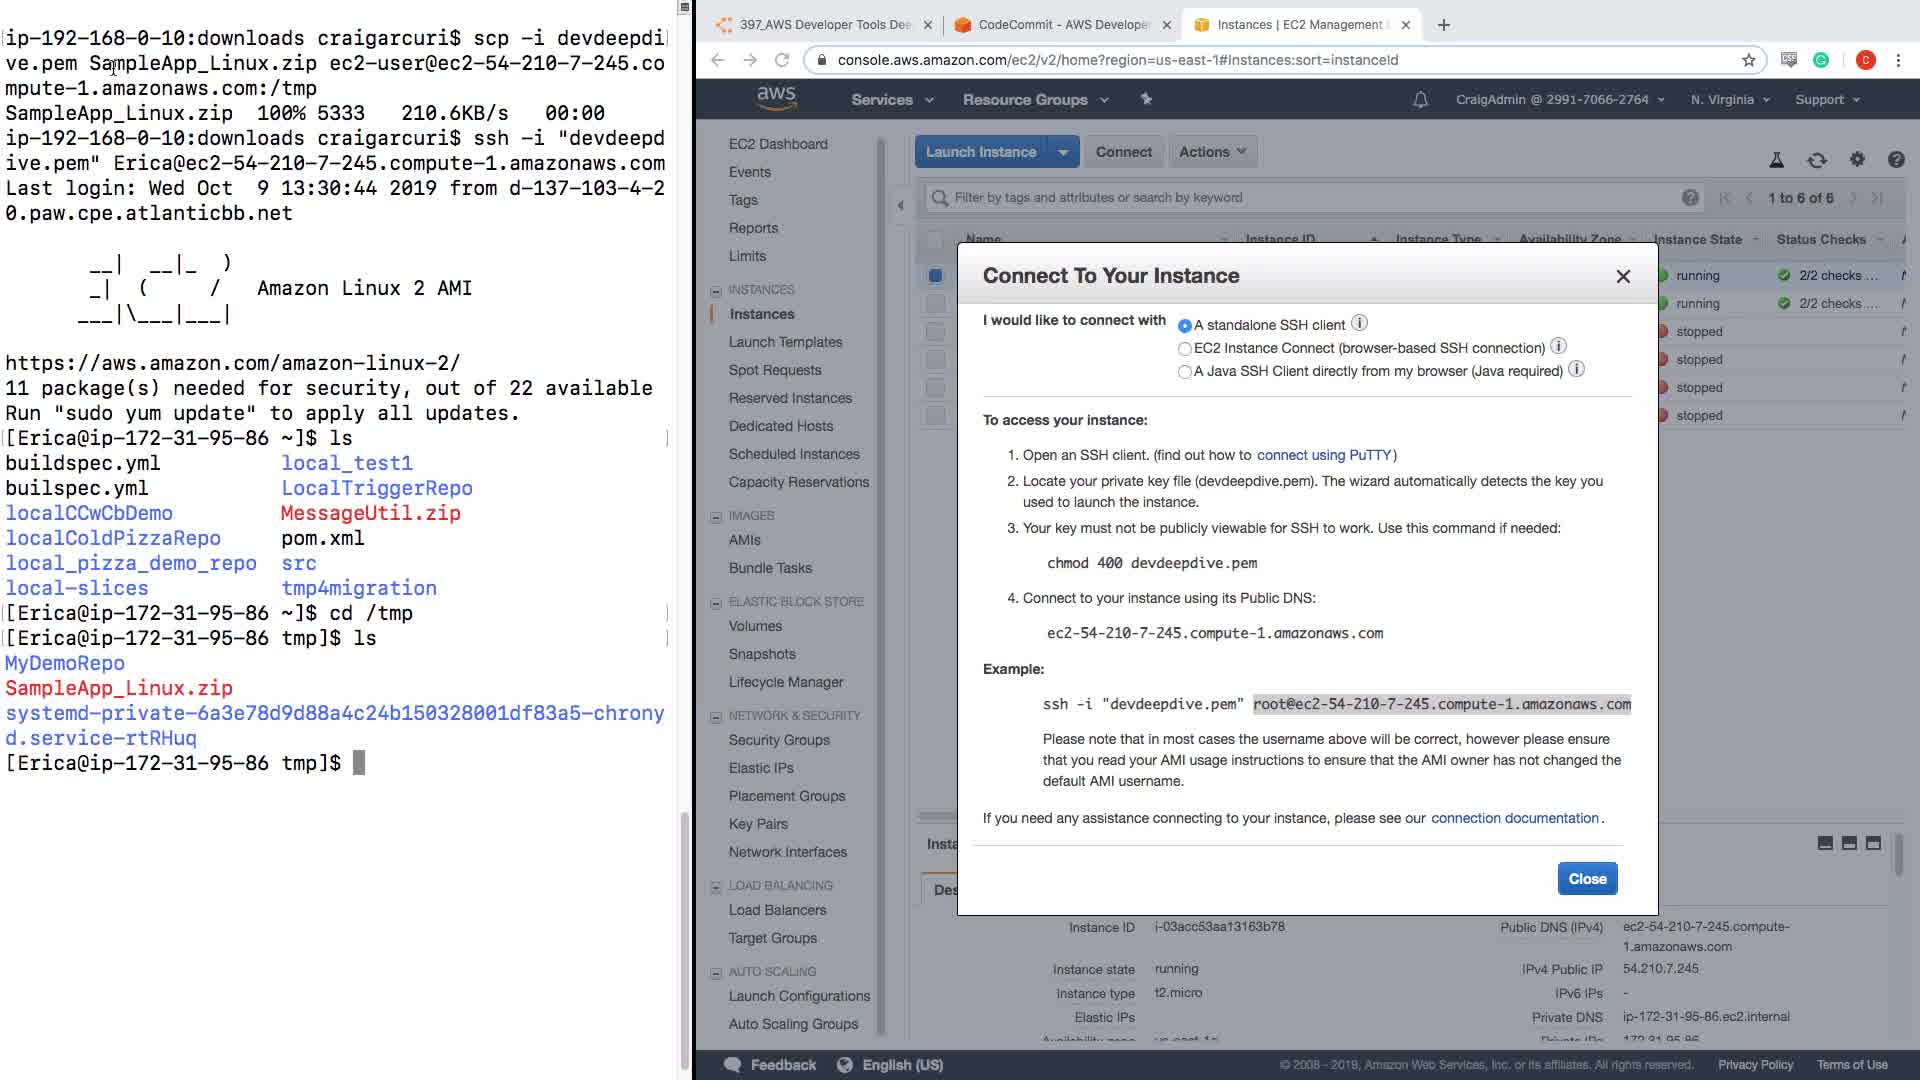 ip-192-168-0-10:downloads craigarcuri$ scp -i devdeepdi
ve.pem SampleApp_Linux.zip ec2-user@ec2-54-210-7-245.co
mpute-1.amazonaws.com:/tmp
SampleApp_Linux.zip  100% 5333   210.6KB/s   00:00
ip-192-168-0-10:downloads craigarcuri$ ssh -i "devdeepd
ive.pem" Erica@ec2-54-210-7-245.compute-1.amazonaws.com
Last login: Wed Oct  9 13:30:44 2019 from d-137-103-4-2
0.paw.cpe.atlanticbb.net
__|  __|_  )
_|  (     /   Amazon Linux 2 AMI
___|\___|___|
https://aws.amazon.com/amazon-linux-2/
11 package(s) needed for security, out of 22 available
Run "sudo yum update" to apply all updates.
[Erica@ip-172-31-95-86 ~]$ ls
buildspec.yml          local_test1
builspec.yml           LocalTriggerRepo
localCCwCbDemo         MessageUtil.zip
localColdPizzaRepo     pom.xml
local_pizza_demo_repo  src
local-slices           tmp4migration
[Erica@ip-172-31-95-86 ~]$ cd /tmp
[Erica@ip-172-31-95-86 tmp]$ ls
MyDemoRepo
SampleApp_Linux.zip
systemd-private-6a3e78d9d88a4c24b150328001df83a5-chrony
d.service-rtRHuq
[Erica@ip-172-31-95-86 tmp]$
397_AWS Developer Tools Dee
CodeCommit - AWS Developer
Instances | EC2 Management
console.aws.amazon.com/ec2/v2/home?region=us-east-1#Instances:sort=instanceId
C
aws
Services
Resource Groups
CraigAdmin @ 2991-7066-2764
N. Virginia
Support
EC2 Dashboard
Events
Tags
Reports
Limits
INSTANCES
Instances
Launch Templates
Spot Requests
Reserved Instances
Dedicated Hosts
Scheduled Instances
Capacity Reservations
IMAGES
AMIs
Bundle Tasks
ELASTIC BLOCK STORE
Volumes
Snapshots
Lifecycle Manager
NETWORK & SECURITY
Security Groups
Elastic IPs
Placement Groups
Key Pairs
Network Interfaces
LOAD BALANCING
Load Balancers
Target Groups
AUTO SCALING
Launch Configurations
Auto Scaling Groups
Launch Instance
Connect
Actions
Filter by tags and attributes or search by keyword
1 to 6 of 6
Name Instance ID Instance Type Availability Zone Instance State Status Checks
running 2/2 checks ...
running 2/2 checks ...
stopped
stopped
stopped
stopped
Connect To Your Instance
I would like to connect with
A standalone SSH client
EC2 Instance Connect (browser-based SSH connection)
A Java SSH Client directly from my browser (Java required)
To access your instance:
1. Open an SSH client. (find out how to connect using PuTTY)
2. Locate your private key file (devdeepdive.pem). The wizard automatically detects the key you
used to launch the instance.
3. Your key must not be publicly viewable for SSH to work. Use this command if needed:
chmod 400 devdeepdive.pem
4. Connect to your instance using its Public DNS:
ec2-54-210-7-245.compute-1.amazonaws.com
Example:
ssh -i "devdeepdive.pem" root@ec2-54-210-7-245.compute-1.amazonaws.com
Please note that in most cases the username above will be correct, however please ensure
that you read your AMI usage instructions to ensure that the AMI owner has not changed the
default AMI username.
If you need any assistance connecting to your instance, please see our connection documentation.
Close
Insta
Des
Instance ID i-03acc53aa13163b78
Instance state running
Instance type t2.micro
Elastic IPs
Availability zone us-east-1c
Public DNS (IPv4) ec2-54-210-7-245.compute-
1.amazonaws.com
IPv4 Public IP 54.210.7.245
IPv6 IPs -
Private DNS ip-172-31-95-86.ec2.internal
Private IPs 172.31.95.86
Feedback
English (US)
© 2008 - 2019, Amazon Web Services, Inc. or its affiliates. All rights reserved.
Privacy Policy
Terms of Use